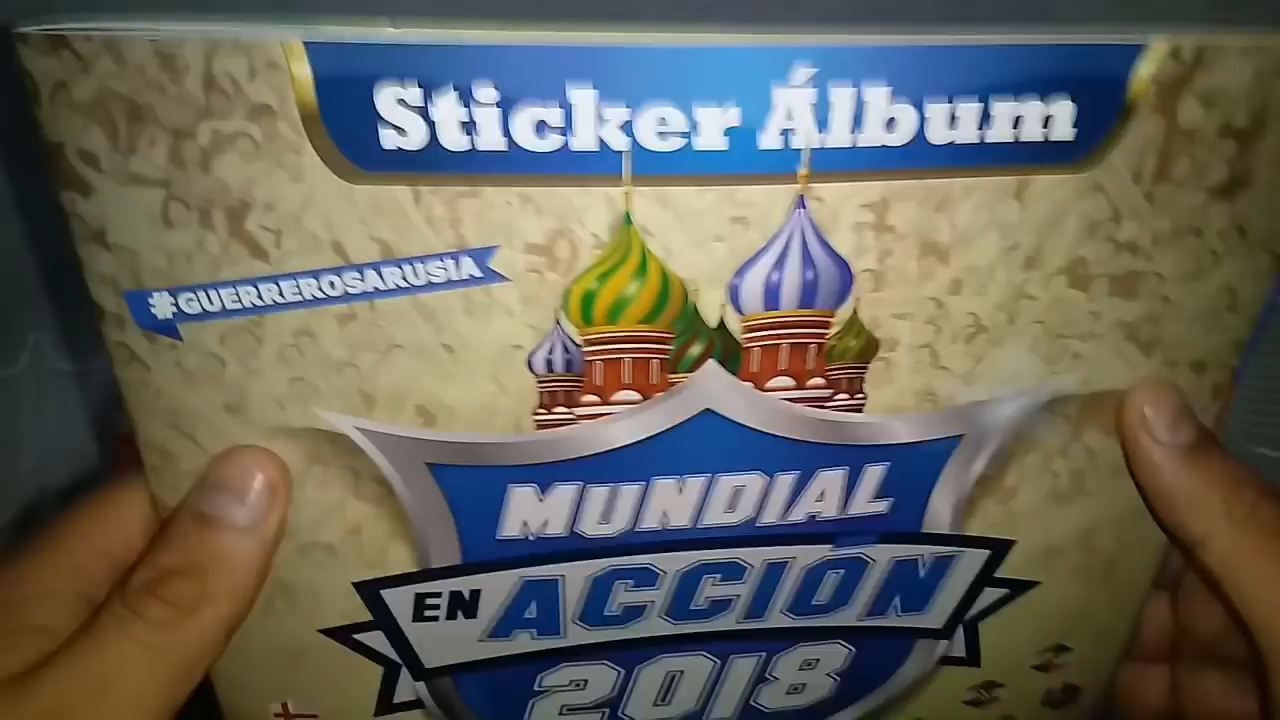 Sticker Álbum
#GUERREROSARUSIA
MUNDIAL
EN ACCIÓN
2018